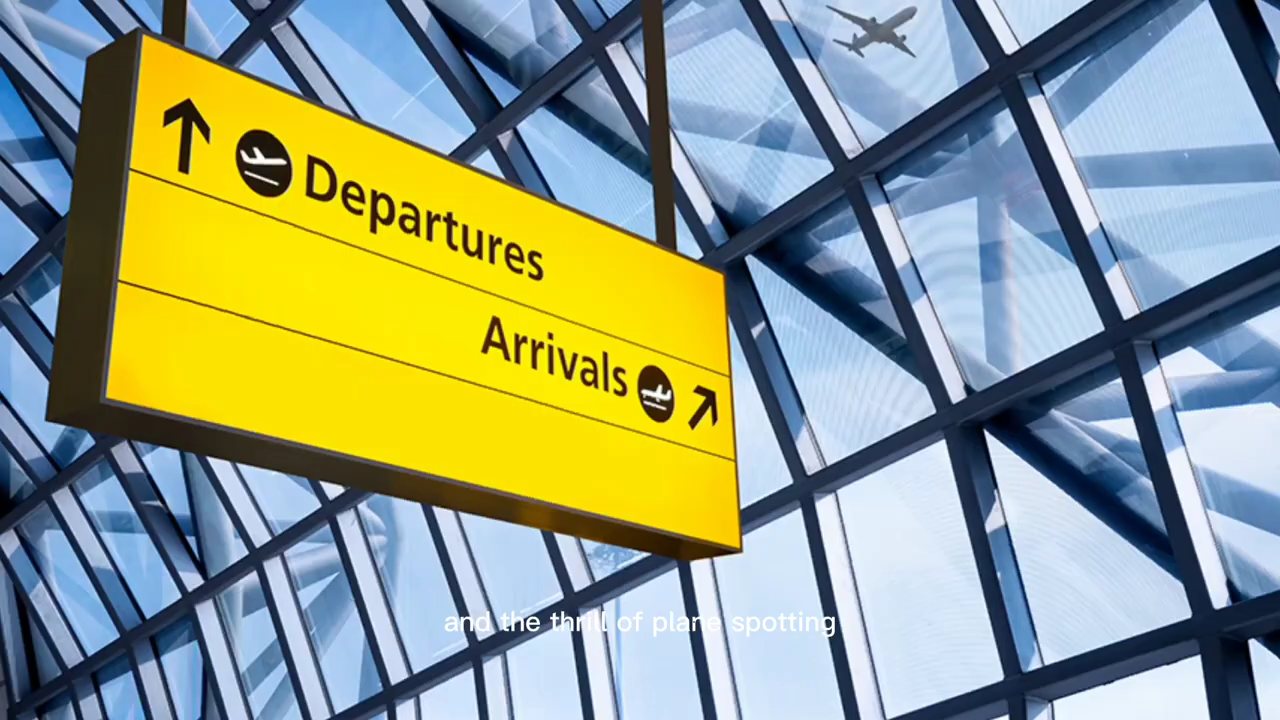 Departures
Arrivals
and the thrill of plane spotting